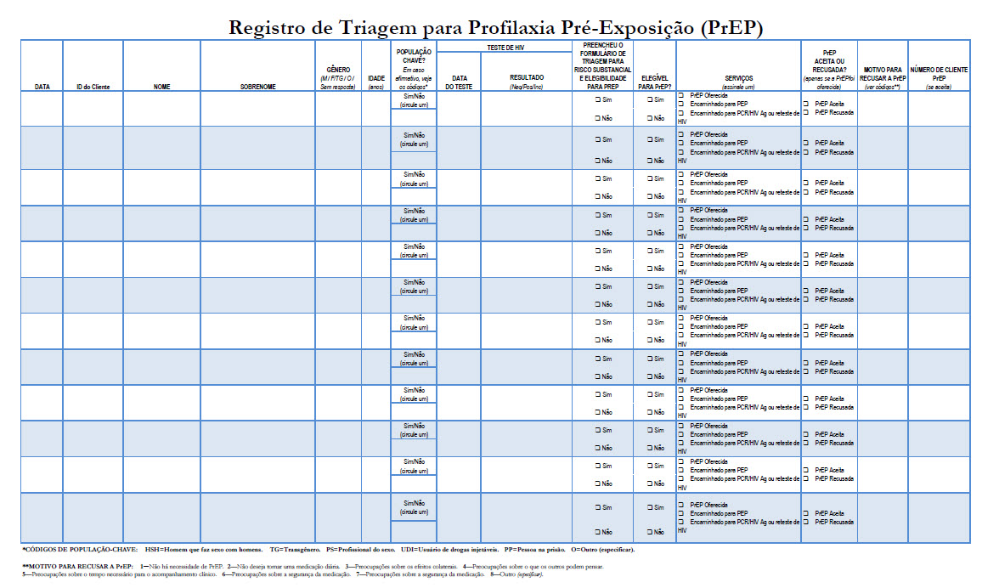 Registro de Triagem para Profilaxia Pré-Exposição (PrEP)
DATA
ID do Cliente
NOME
SOBRENOME
GÊNERO
(M / F/TG / O /
Sem resposta)
IDADE
(anos)
POPULAÇÃO
CHAVE?
Em caso
afirmativo, veja
os códigos*
TESTE DE HIV
DATA
DO TESTE
RESULTADO
(Neg/Pos/Inc)
PREENCHEU O
FORMULÁRIO DE
TRIAGEM PARA
RISCO SUBSTANCIAL
E ELEGIBILIDADE
PARA PREP
ELEGÍVEL
PARA PrEP?
SERVIÇOS
(assinale um)
PrEP
ACEITA OU
RECUSADA?
(apenas se a PrEPfoi
oferecida)
MOTIVO PARA
RECUSAR A PrEP
(ver códigos**)
NÚMERO DE CLIENTE
PrEP
(se aceita)
Sim/Não
(circule um)
❑ Sim
❑ Não
❑ Sim
❑ Não
❑ PrEP Oferecida
❑ Encaminhado para PEP
❑ Encaminhado para PCR/HIV Ag ou reteste de
HIV
❑ PrEP Aceita
❑ PrEP Recusada
Sim/Não
(circule um)
❑ Sim
❑ Não
❑ Sim
❑ Não
❑ PrEP Oferecida
❑ Encaminhado para PEP
❑ Encaminhado para PCR/HIV Ag ou reteste de
HIV
❑ PrEP Aceita
❑ PrEP Recusada
Sim/Não
(circule um)
❑ Sim
❑ Não
❑ Sim
❑ Não
❑ PrEP Oferecida
❑ Encaminhado para PEP
❑ Encaminhado para PCR/HIV Ag ou reteste de
HIV
❑ PrEP Aceita
❑ PrEP Recusada
Sim/Não
(circule um)
❑ Sim
❑ Não
❑ Sim
❑ Não
❑ PrEP Oferecida
❑ Encaminhado para PEP
❑ Encaminhado para PCR/HIV Ag ou reteste de
HIV
❑ PrEP Aceita
❑ PrEP Recusada
Sim/Não
(circule um)
❑ Sim
❑ Não
❑ Sim
❑ Não
❑ PrEP Oferecida
❑ Encaminhado para PEP
❑ Encaminhado para PCR/HIV Ag ou reteste de
HIV
❑ PrEP Aceita
❑ PrEP Recusada
Sim/Não
(circule um)
❑ Sim
❑ Não
❑ Sim
❑ Não
❑ PrEP Oferecida
❑ Encaminhado para PEP
❑ Encaminhado para PCR/HIV Ag ou reteste de
HIV
❑ PrEP Aceita
❑ PrEP Recusada
Sim/Não
(circule um)
❑ Sim
❑ Não
❑ Sim
❑ Não
❑ PrEP Oferecida
❑ Encaminhado para PEP
❑ Encaminhado para PCR/HIV Ag ou reteste de
HIV
❑ PrEP Aceita
❑ PrEP Recusada
Sim/Não
(circule um)
❑ Sim
❑ Não
❑ Sim
❑ Não
❑ PrEP Oferecida
❑ Encaminhado para PEP
❑ Encaminhado para PCR/HIV Ag ou reteste de
HIV
❑ PrEP Aceita
❑ PrEP Recusada
Sim/Não
(circule um)
❑ Sim
❑ Não
❑ Sim
❑ Não
❑ PrEP Oferecida
❑ Encaminhado para PEP
❑ Encaminhado para PCR/HIV Ag ou reteste de
HIV
❑ PrEP Aceita
❑ PrEP Recusada
Sim/Não
(circule um)
❑ Sim
❑ Não
❑ Sim
❑ Não
❑ PrEP Oferecida
❑ Encaminhado para PEP
❑ Encaminhado para PCR/HIV Ag ou reteste de
HIV
❑ PrEP Aceita
❑ PrEP Recusada
Sim/Não
(circule um)
❑ Sim
❑ Não
❑ Sim
❑ Não
❑ PrEP Oferecida
❑ Encaminhado para PEP
❑ Encaminhado para PCR/HIV Ag ou reteste de
HIV
❑ PrEP Aceita
❑ PrEP Recusada
Sim/Não
(circule um)
❑ Sim
❑ Não
❑ Sim
❑ Não
❑ PrEP Oferecida
❑ Encaminhado para PEP
❑ Encaminhado para PCR/HIV Ag ou reteste de
HIV
❑ PrEP Aceita
❑ PrEP Recusada
*CÓDIGOS DE POPULAÇÃO-CHAVE: HSH=Homem que faz sexo com homens. TG=Transgênero. PS=Profissional do sexo. UDI=Usuário de drogas injetáveis. PP=Pessoa na prisão. O=Outro (especificar).
**MOTIVO PARA RECUSAR A PrEP: 1—Não há necessidade de PrEP. 2—Não deseja tomar uma medicação diária. 3—Preocupações sobre os efeitos colaterais. 4—Preocupações sobre o que os outros podem pensar.
5—Preocupações sobre o tempo necessário para o acompanhamento clínico. 6—Preocupações sobre a segurança da medicação. 7—Preocupações sobre a segurança da medicação. 8—Outro (especificar).